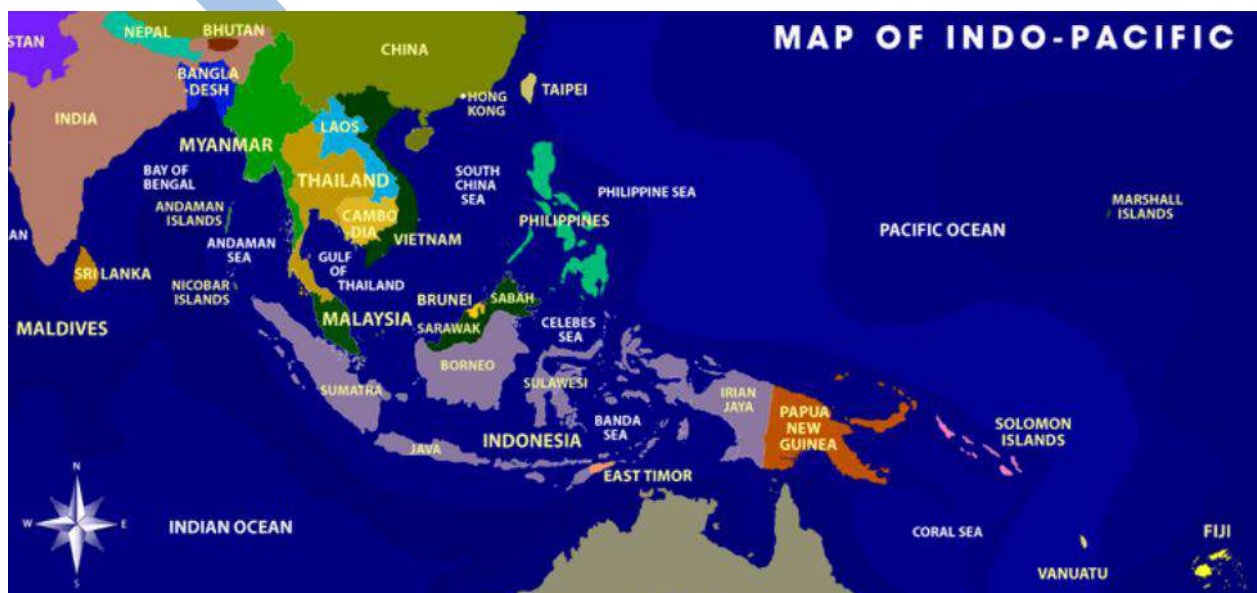 MAP OF INDO-PACIFIC
STAN
NEPAL
BHUTAN
CHINA
BANGLA
DESH
HONG
KONG
TAIPEI
INDIA
LAOS
MYANMAR
BAY OF
BENGAL
THAILAND
SOUTH
CHINA
SEA
PHILIPPINE SEA
MARSHALL
ISLANDS
ANDAMAN
ISLANDS
CAMBO
DIA
PHILIPPINES
PACIFIC OCEAN
AN
ANDAMAN
SEA
VIETNAM
GULF
OF
THAILAND
SRI LANKA
NICOBAR
ISLANDS
BRUNEI
SABAH
MALDIVES
MALAYSIA
SARAWAK
CELEBES
SEA
BORNEO
SUMATRA
SULAWESI
IRIAN
JAYA
PAPUA
NEW
GUINEA
BANDA
SEA
SOLOMON
ISLANDS
JAVA
INDONESIA
EAST TIMOR
N
W
E
S
INDIAN OCEAN
CORAL SEA
FIJI
VANUATU